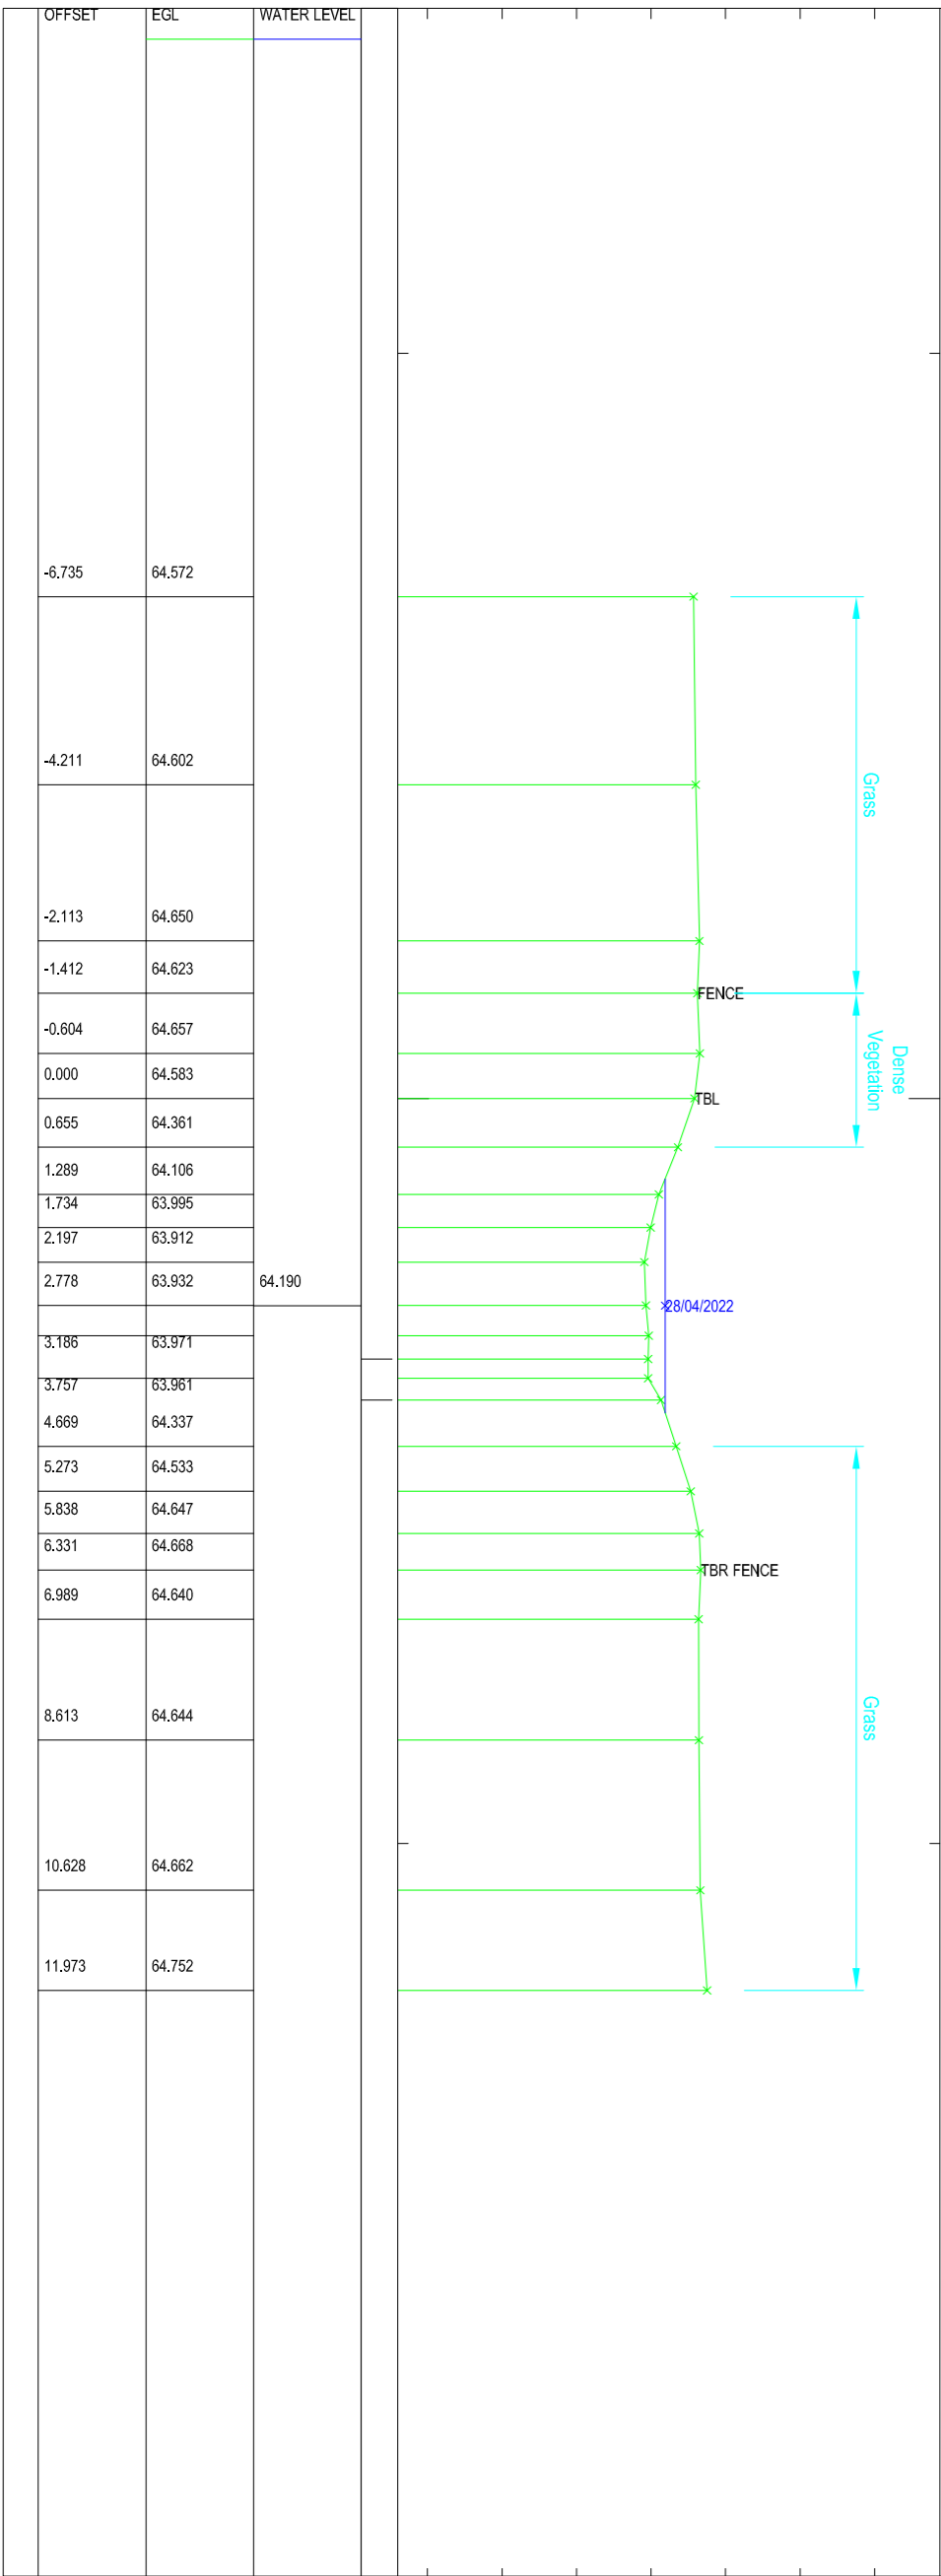 OFFSET EGL WATER LEVEL
-6.735 64.572
-4.211 64.602
-2.113 64.650
-1.412 64.623
-0.604 64.657
0.000 64.583
0.655 64.361
1.289 64.106
1.734 63.995
2.197 63.912
2.778 63.932 64.190
3.186 63.971
3.757 63.961
4.669 64.337
5.273 64.533
5.838 64.647
6.331 64.668
6.989 64.640
8.613 64.644
10.628 64.662
11.973 64.752
Grass
FENCE
Dense
Vegetation
TBL
28/04/2022
TBR FENCE
Grass